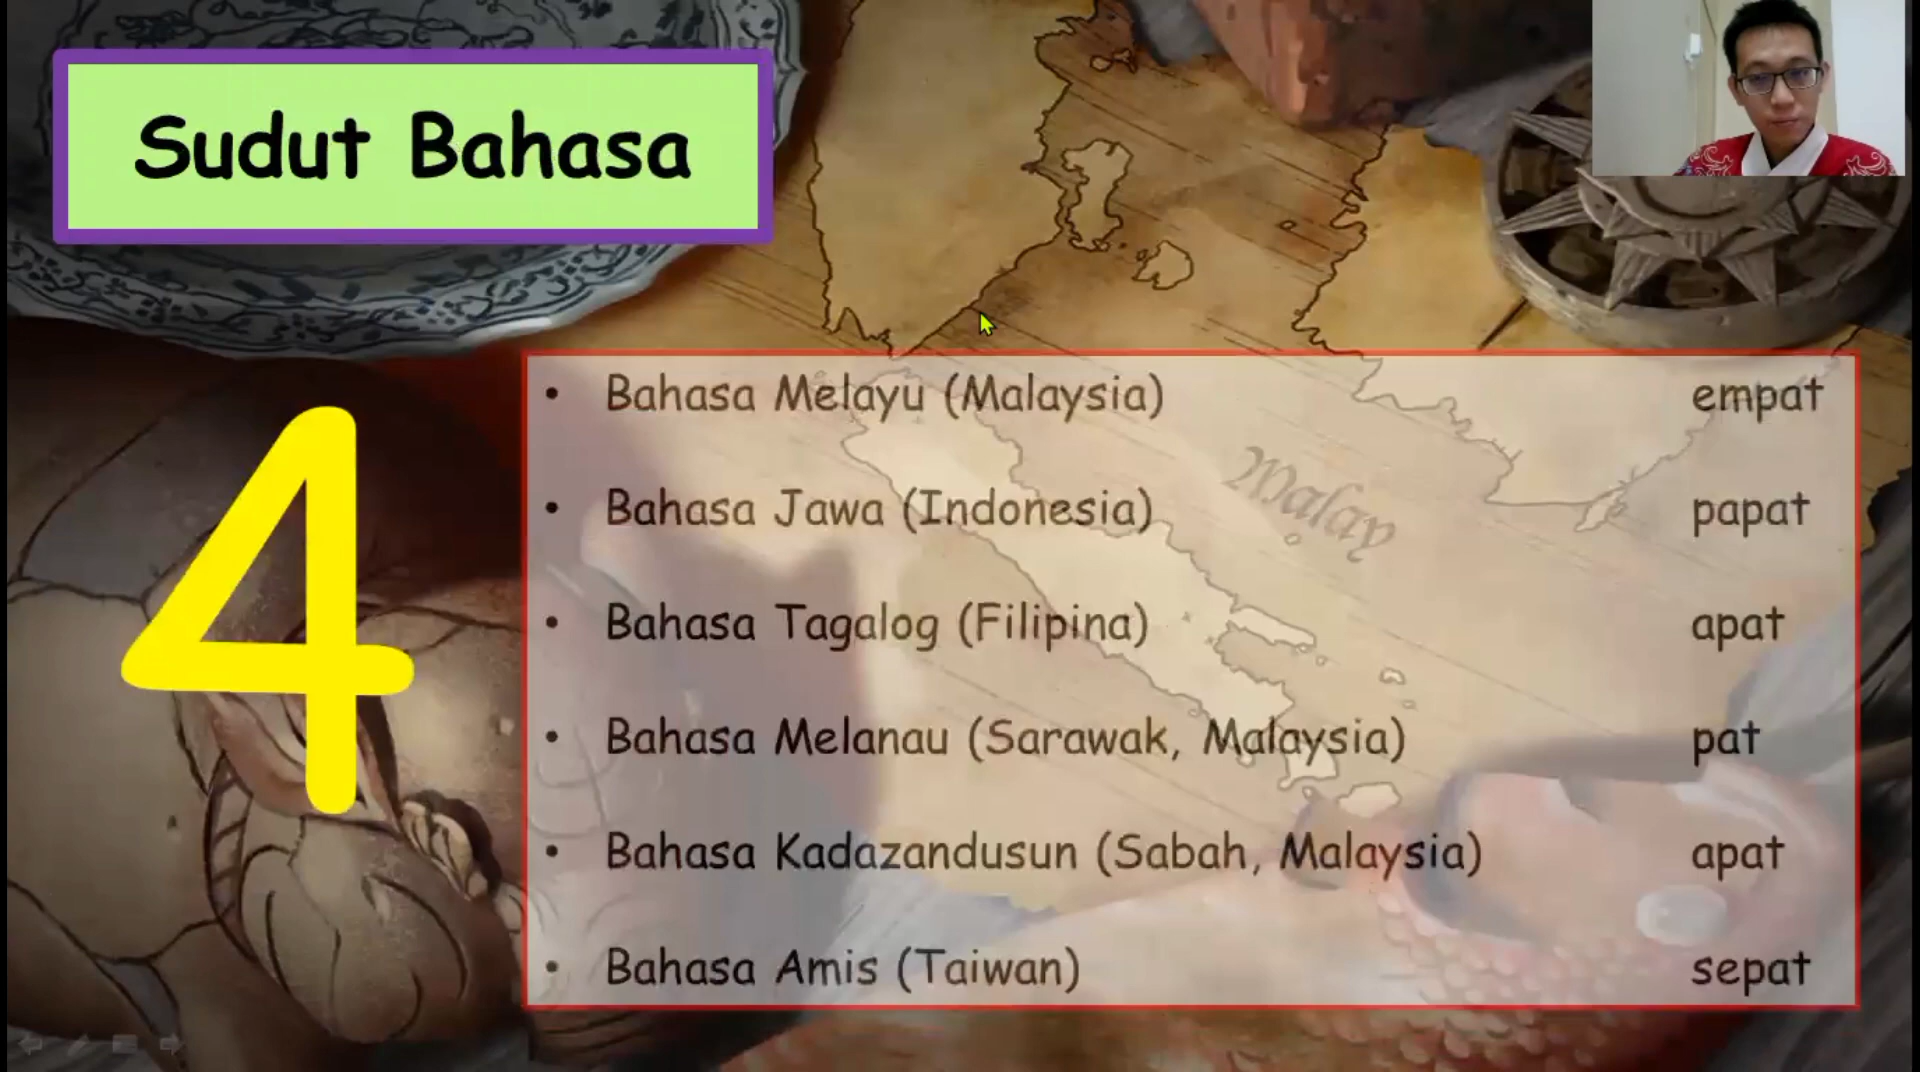 Sudut Bahasa
4
Malay
• Bahasa Melayu (Malaysia) empat
• Bahasa Jawa (Indonesia) papat
• Bahasa Tagalog (Filipina) apat
• Bahasa Melanau (Sarawak, Malaysia) pat
• Bahasa Kadazandusun (Sabah, Malaysia) apat
• Bahasa Amis (Taiwan) sepat